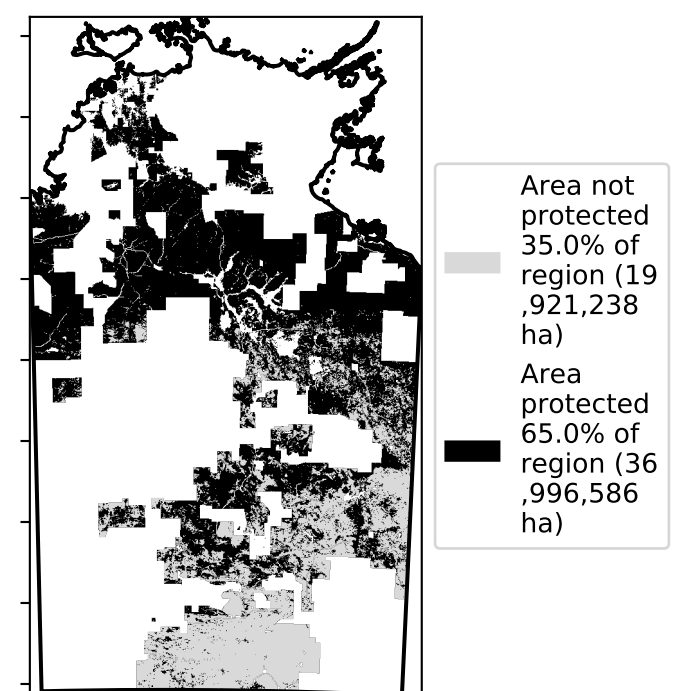 Area not
protected
35.0% of
region (19
,921,238
ha)
Area
protected
65.0% of
region (36
,996,586
ha)